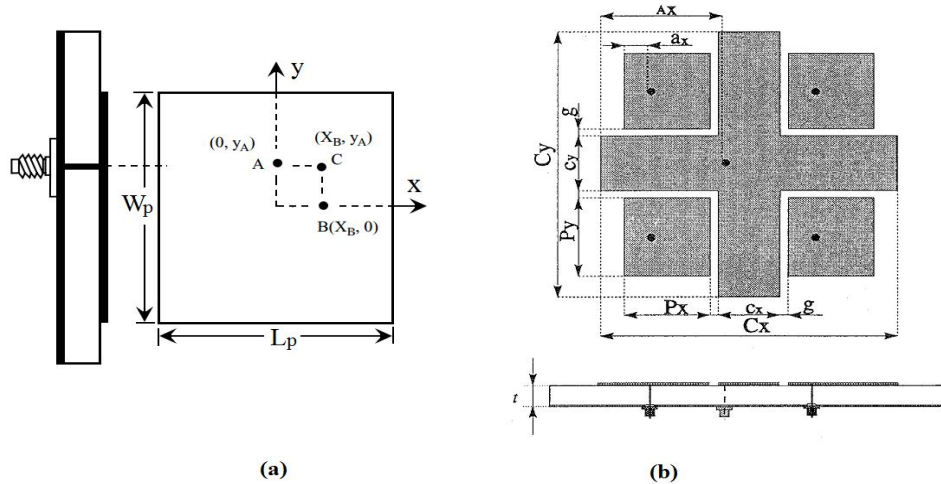 y
(0, yA)
(XB, yA)
A
C
x
B(XB, 0)
Wp
Lp
(a)
Ax
ax
g
Cy
cy
Py
Px
cx
g
Cx
t
(b)